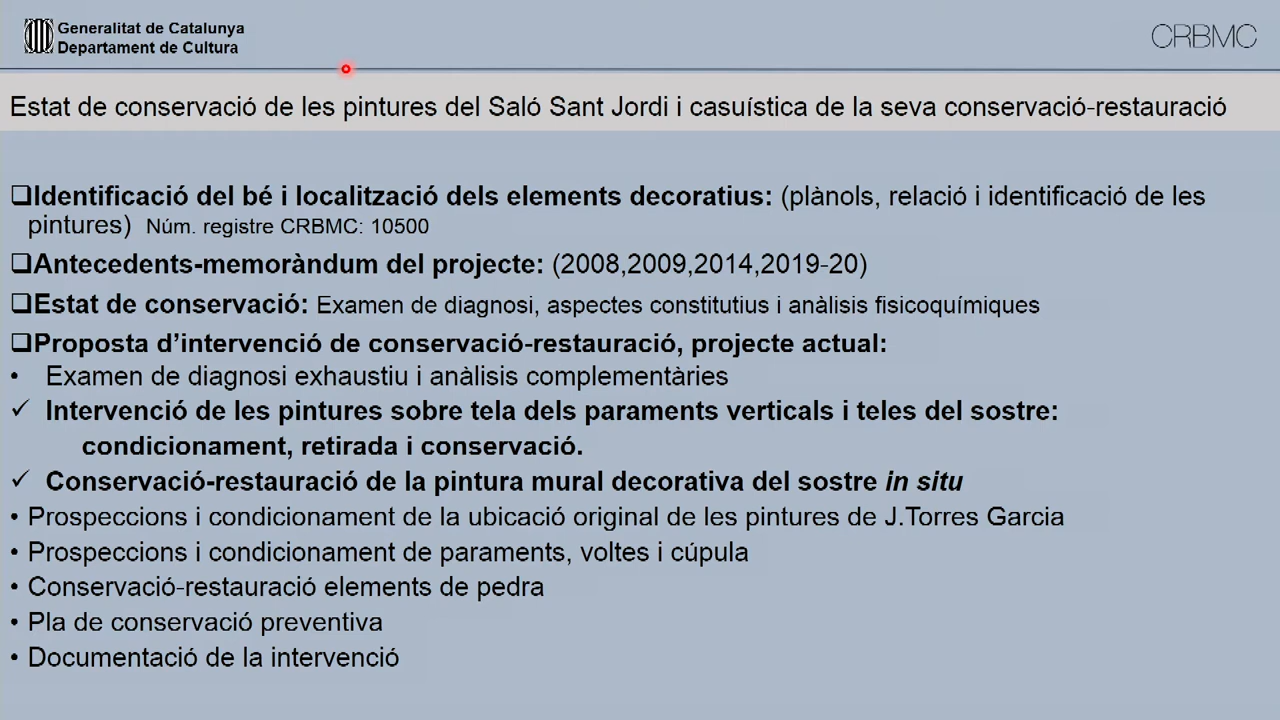 Generalitat de Catalunya
Departament de Cultura
CRBMC
Estat de conservació de les pintures del Saló Sant Jordi i casuística de la seva conservació-restauració
❑Identificació del bé i localització dels elements decoratius: (plànols, relació i identificació de les
pintures) Núm. registre CRBMC: 10500
❑Antecedents-memoràndum del projecte: (2008,2009,2014,2019-20)
❑Estat de conservació: Examen de diagnosi, aspectes constitutius i anàlisis fisicoquímiques
❑Proposta d’intervenció de conservació-restauració, projecte actual:
• Examen de diagnosi exhaustiu i anàlisis complementàries
✓ Intervenció de les pintures sobre tela dels paraments verticals i teles del sostre:
condicionament, retirada i conservació.
✓ Conservació-restauració de la pintura mural decorativa del sostre in situ
• Prospeccions i condicionament de la ubicació original de les pintures de J.Torres Garcia
• Prospeccions i condicionament de paraments, voltes i cúpula
• Conservació-restauració elements de pedra
• Pla de conservació preventiva
• Documentació de la intervenció